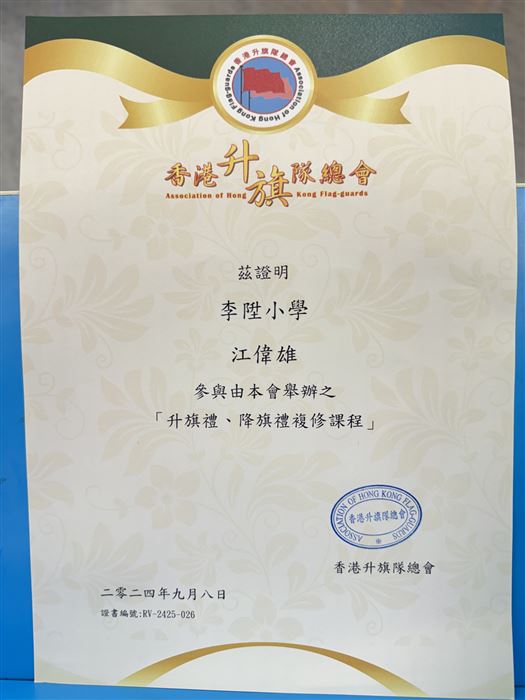 香港升旗隊總會
Association of Hong Kong Flag-guards
香港升旗隊總會
Association of Hong Kong Flag-guards
茲證明
李陞小學
江偉雄
參與由本會舉辦之
「升旗禮、降旗禮複修課程」
ASSOCIATION OF HONG KONG FLAG-GUARDS
香港升旗隊總會
香港升旗隊總會
二零二四年九月八日
證書編號:RV-2425-026